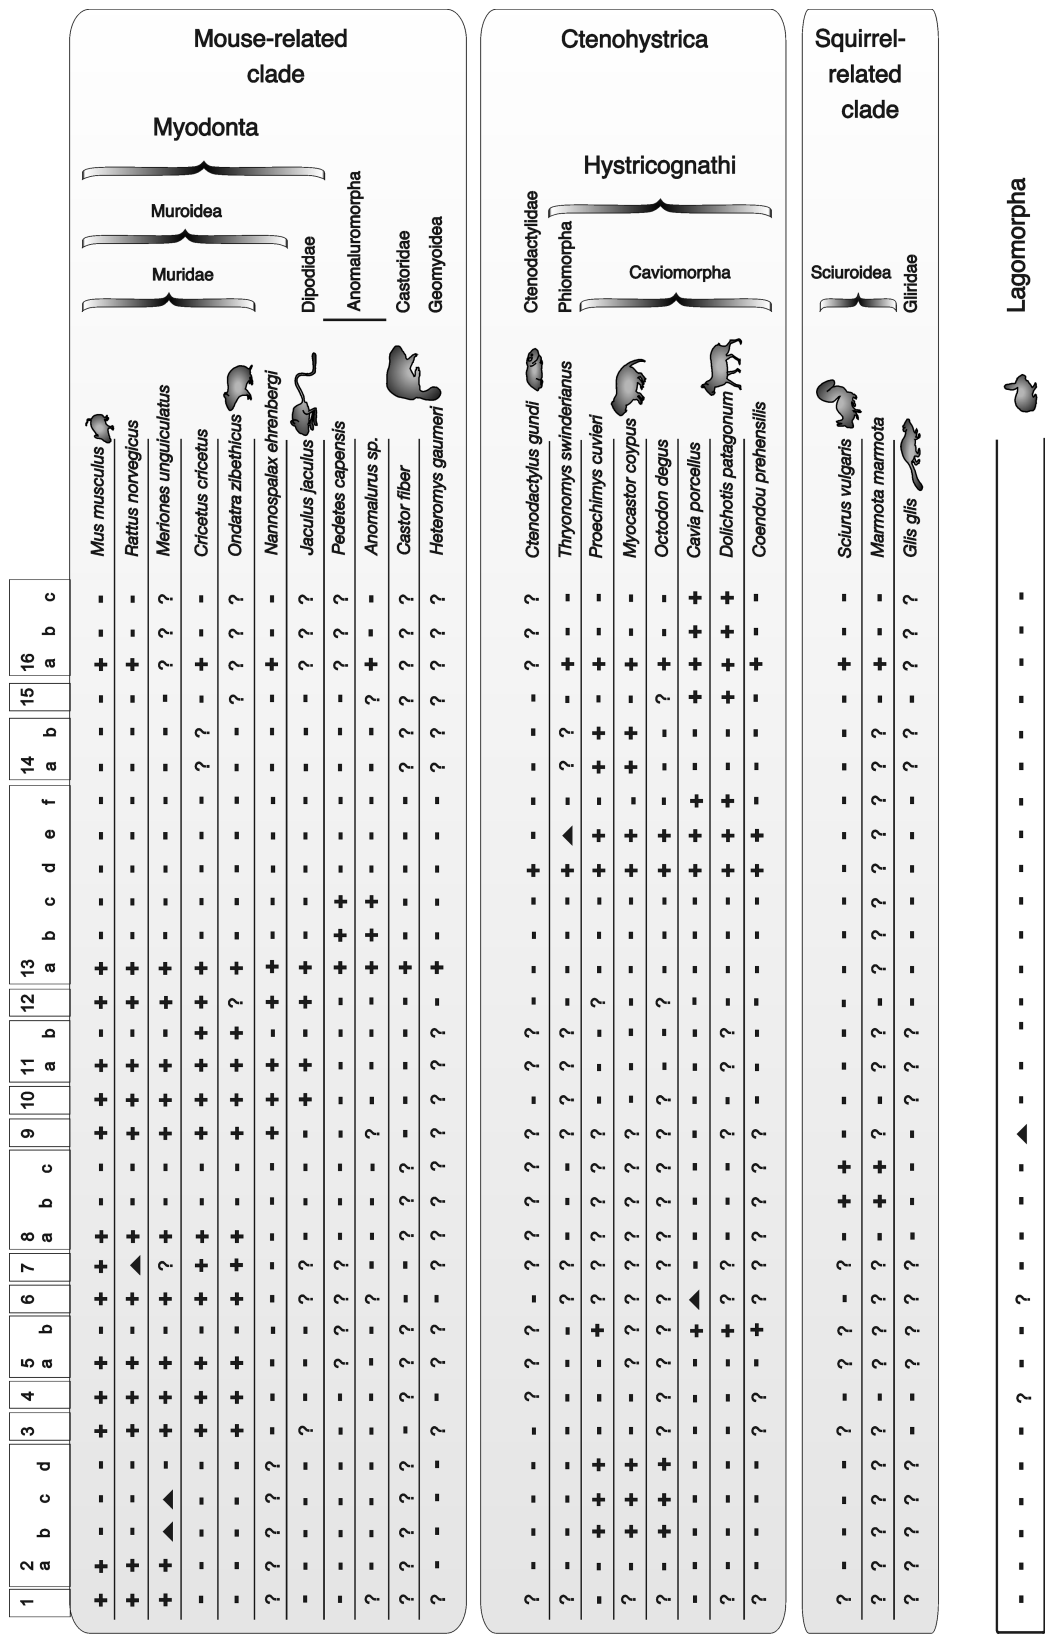 Mouse-related
clade
Ctenohystrica
Squirrel-
related
clade
Myodonta
Hystricognathi
Muroidea
Muridae
Dipodidae
Anomaluromorpha
Castoridae
Geomyoidea
Ctenodactylidae
Phiomorpha
Caviomorpha
Sciuroidea
Gliridae
Lagomorpha
Mus musculus
Rattus norvegicus
Meriones unguiculatus
Cricetus cricetus
Ondatra zibethicus
Nannospalax ehrenbergi
Jaculus jaculus
Pedetes capensis
Anomalurus sp.
Castor fiber
Heteromys gaumeri
Ctenodactylus gundi
Thryonomys swinderianus
Proechimys cuvieri
Myocastor coypus
Octodon degus
Cavia porcellus
Dolichotis patagonum
Coendou prehensilis
Sciurus vulgaris
Marmota marmota
Glis glis
c - - ? - ? - ? ? - ? ? ? - - - - + + - - - ? -
b - - ? - ? - ? ? - ? ? ? - - - - + + - - - ? -
16 a + + ? + ? + ? ? + ? ? ? + + + + + + + + + ? -
15 - - - - ? - - - ? ? ? - - - - ? + + - - - ? -
b - - - ? - - - - - ? ? - ? + + - - - - - ? ? -
14 a - - - ? - - - - - ? ? - ? + + - - - - - ? ? -
f - - - - - - - - - - - - - - - - + + - - ? - -
e - - - - - - - - - - - - ▲ + + + + + + - ? - -
d - - - - - - - - - - - + + + + + + + + - ? - -
c - - - - - - - + + - - - - - - - - - - - ? - -
b - - - - - - - + + - - - - - - - - - - - ? - -
13 a + + + + + + + + + + + - - - - - - - - - ? - -
12 + + + + ? + + - - - - - - ? - ? - - - - - - -
b - - - + + - - - - - ? ? ? - - - - ? - - ? ? -
11 a + + + + + + + - - - ? ? ? - - - - ? - - ? ? -
10 + + + + + + + - - - ? - ? - - ? - - - - - ? -
9 + + + + + + - - ? - ? ? ? ? ? ? - ? ? - ? - ▲
c - - - - - - - - - ? ? ? ? ? ? ? - - ? + + - -
b - - - - - - - - - ? ? ? ? ? ? ? - - ? + + - -
8 a + + + + + - - - - ? ? ? ? ? ? ? - - ? - - - -
7 + ▲ ? + + - ? ? - - ? ? ? ? ? ? - ? ? ? ? ? -
6 + + + + + - ? ? ? - - - ? ? ? ? ▲ ? ? - ? ? ?
b - - - - - - - ? - ? ? ? - + ? ? + + + ? ? ? -
5 a + + + + + - - ? - ? ? ? - - ? ? - - - ? ? ? -
4 + + + + + - - - - ? - ? - - - ? - - ? - - - ?
3 + + + + + - ? - - - ? - - - - ? - - ? ? ? - -
d - - - - - ? - - - ? - - - + + + - - - - ? ? -
c - - ▲ - - ? - - - ? - - - + + + - - - - ? ? -
b - - ▲ - - ? - - - ? - - - + + + - - - - ? ? -
2 a + + + - - ? - - - ? - - - - - - - - - - ? ? -
1 + + + - - ? - - ? ? ? ? ? - ? ? - ? ? ? ? ? -